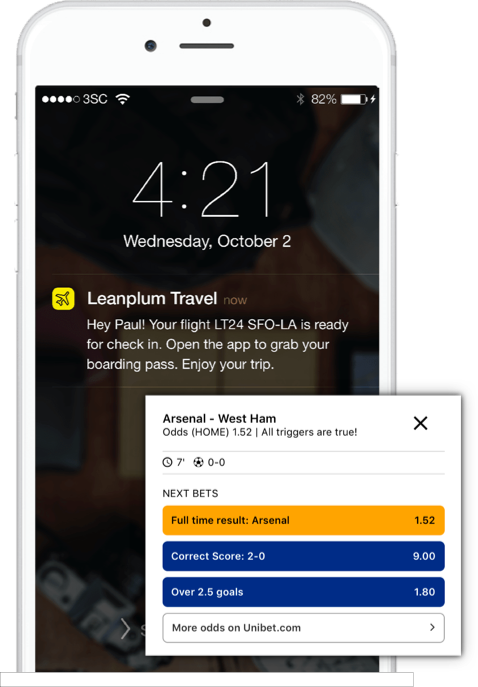 3SC 82%
4:21
Wednesday, October 2
Leanplum Travel now
Hey Paul! Your flight LT24 SFO-LA is ready
for check in. Open the app to grab your
boarding pass. Enjoy your trip.
Arsenal - West Ham
Odds (HOME) 1.52 | All triggers are true!
7' 0-0
NEXT BETS
Full time result: Arsenal 1.52
Correct Score: 2-0 9.00
Over 2.5 goals 1.80
More odds on Unibet.com